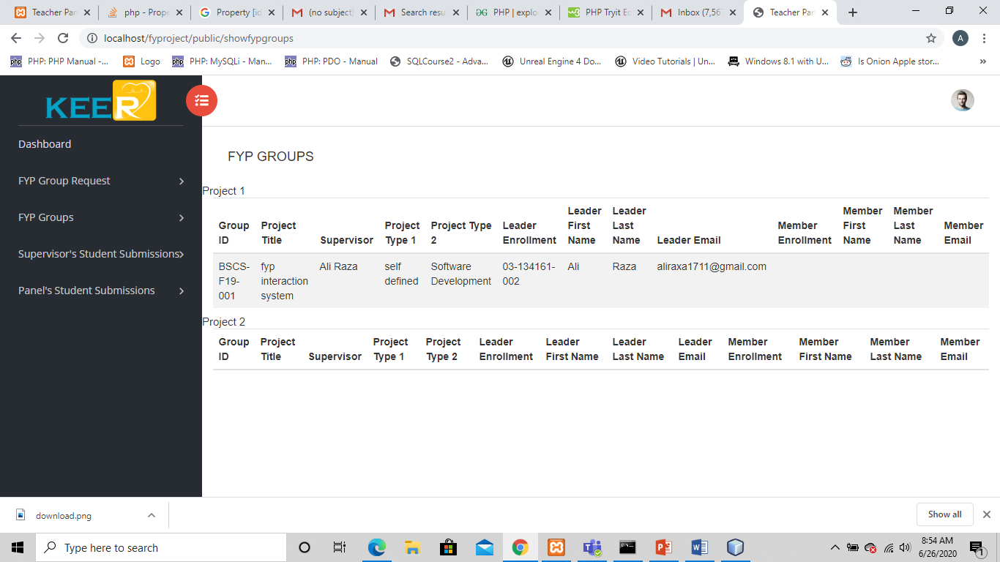 Teacher Pan
php - Prope
Property [id
(no subject)
Search resu
PHP | explo
PHP Tryit Ed
Inbox (7,567
Teacher Pan
localhost/fyproject/public/showfypgroups
A
PHP: PHP Manual -...
Logo
PHP: MySQLi - Man...
PHP: PDO - Manual
SQLCourse2 - Adva...
Unreal Engine 4 Do...
Video Tutorials | Un...
Windows 8.1 with U...
Is Onion Apple stor...
»
KEER
Dashboard
FYP Group Request
FYP Groups
Supervisor's Student Submissions
Panel's Student Submissions
FYP GROUPS
Project 1
Group ID Project Title Supervisor Project Type 1 Project Type 2 Leader Enrollment Leader First Name Leader Last Name Leader Email Member Enrollment Member First Name Member Last Name Member Email
BSCS-F19-001 fyp interaction system Ali Raza self defined Software Development 03-134161-002 Ali Raza aliraxa1711@gmail.com
Project 2
Group ID Project Title Supervisor Project Type 1 Project Type 2 Leader Enrollment Leader First Name Leader Last Name Leader Email Member Enrollment Member First Name Member Last Name Member Email
download.png
Show all
Type here to search
8:54 AM
6/26/2020
1